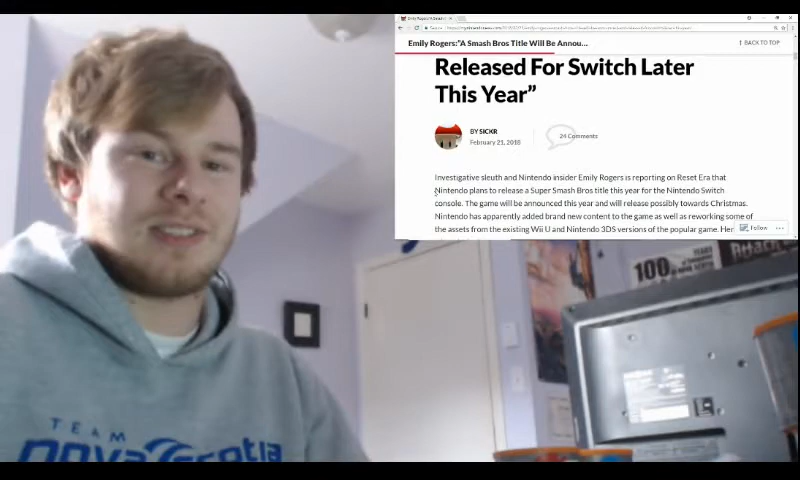 Emily Rogers:"A Smash Bros Title Will Be Annou...
↑ BACK TO TOP
Released For Switch Later
This Year”
BY SICKR
February 21, 2018
24 Comments
Investigative sleuth and Nintendo insider Emily Rogers is reporting on Reset Era that
Nintendo plans to release a Super Smash Bros title this year for the Nintendo Switch
console. The game will be announced this year and will release possibly towards Christmas.
Nintendo has apparently added brand new content to the game as well as reworking some of
the assets from the existing Wii U and Nintendo 3DS versions of the popular game. Her
Follow
100 YEARS
Attack
TEAM
nova scotia